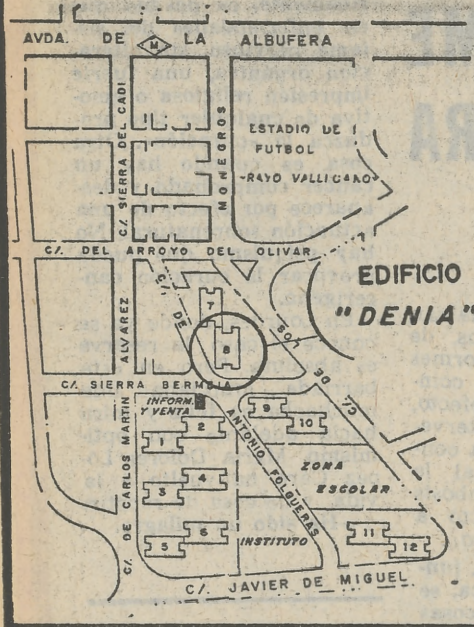 AVDA. DE LA ALBUFERA
M
C/. SIERRA DEL CADI
MONEGROS
ESTADIO DE
FUTBOL
-RAYO VALLICANO-
C/. DEL ARROYO DEL OLIVAR
EDIFICIO
"DENIA"
7
8
C/. DE
LOS
C/. DE
ALVAREZ
C/. SIERRA BERMEJA
INFORM.
Y VENTA
9
10
1
2
3
4
5
6
C/. DE CARLOS MARTIN
ANTONIO FOLGUERAS
ZONA
ESCOLAR
INSTITUTO
11
12
C/. JAVIER DE MIGUEL
RA